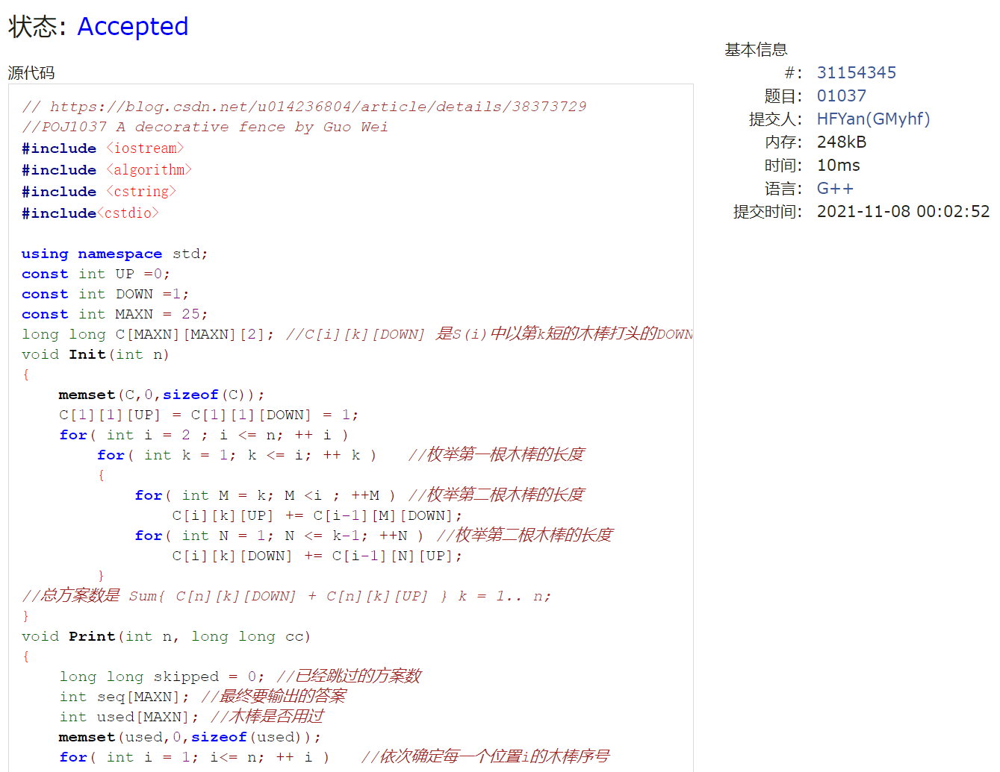 状态: Accepted
源代码
// https://blog.csdn.net/u014236804/article/details/38373729
//POJ1037 A decorative fence by Guo Wei
#include <iostream>
#include <algorithm>
#include <cstring>
#include<cstdio>
using namespace std;
const int UP =0;
const int DOWN =1;
const int MAXN = 25;
long long C[MAXN][MAXN][2]; //C[i][k][DOWN] 是S(i)中以第k短的木棒打头的DOWN
void Init(int n)
{
    memset(C,0,sizeof(C));
    C[1][1][UP] = C[1][1][DOWN] = 1;
    for( int i = 2 ; i <= n; ++ i )
        for( int k = 1; k <= i; ++ k )   //枚举第一根木棒的长度
        {
            for( int M = k; M <i ; ++M ) //枚举第二根木棒的长度
                C[i][k][UP] += C[i-1][M][DOWN];
            for( int N = 1; N <= k-1; ++N ) //枚举第二根木棒的长度
                C[i][k][DOWN] += C[i-1][N][UP];
        }
//总方案数是 Sum{ C[n][k][DOWN] + C[n][k][UP] } k = 1.. n;
}
void Print(int n, long long cc)
{
    long long skipped = 0; //已经跳过的方案数
    int seq[MAXN]; //最终要输出的答案
    int used[MAXN]; //木棒是否用过
    memset(used,0,sizeof(used));
    for( int i = 1; i<= n; ++ i )   //依次确定每一个位置i的木棒序号
基本信息
#: 31154345
题目: 01037
提交人: HFYan(GMyhf)
内存: 248kB
时间: 10ms
语言: G++
提交时间: 2021-11-08 00:02:52